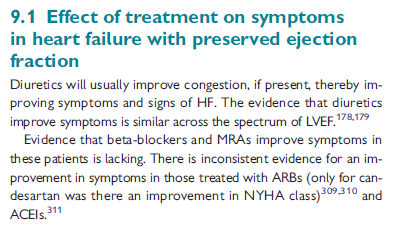 9.1 Effect of treatment on symptoms
in heart failure with preserved ejection
fraction
Diuretics will usually improve congestion, if present, thereby im-
proving symptoms and signs of HF. The evidence that diuretics
improve symptoms is similar across the spectrum of LVEF.178,179
Evidence that beta-blockers and MRAs improve symptoms in
these patients is lacking. There is inconsistent evidence for an im-
provement in symptoms in those treated with ARBs (only for can-
desartan was there an improvement in NYHA class)309,310 and
ACEIs.311